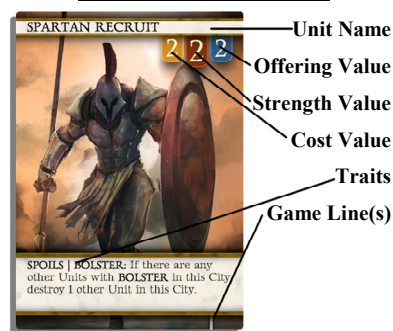 SPARTAN RECRUIT
2 2 2
Unit Name
Offering Value
Strength Value
Cost Value
Traits
Game Line(s)
SPOILS | BOLSTER: If there are any
other Units with BOLSTER in this City,
destroy 1 other Unit in this City.